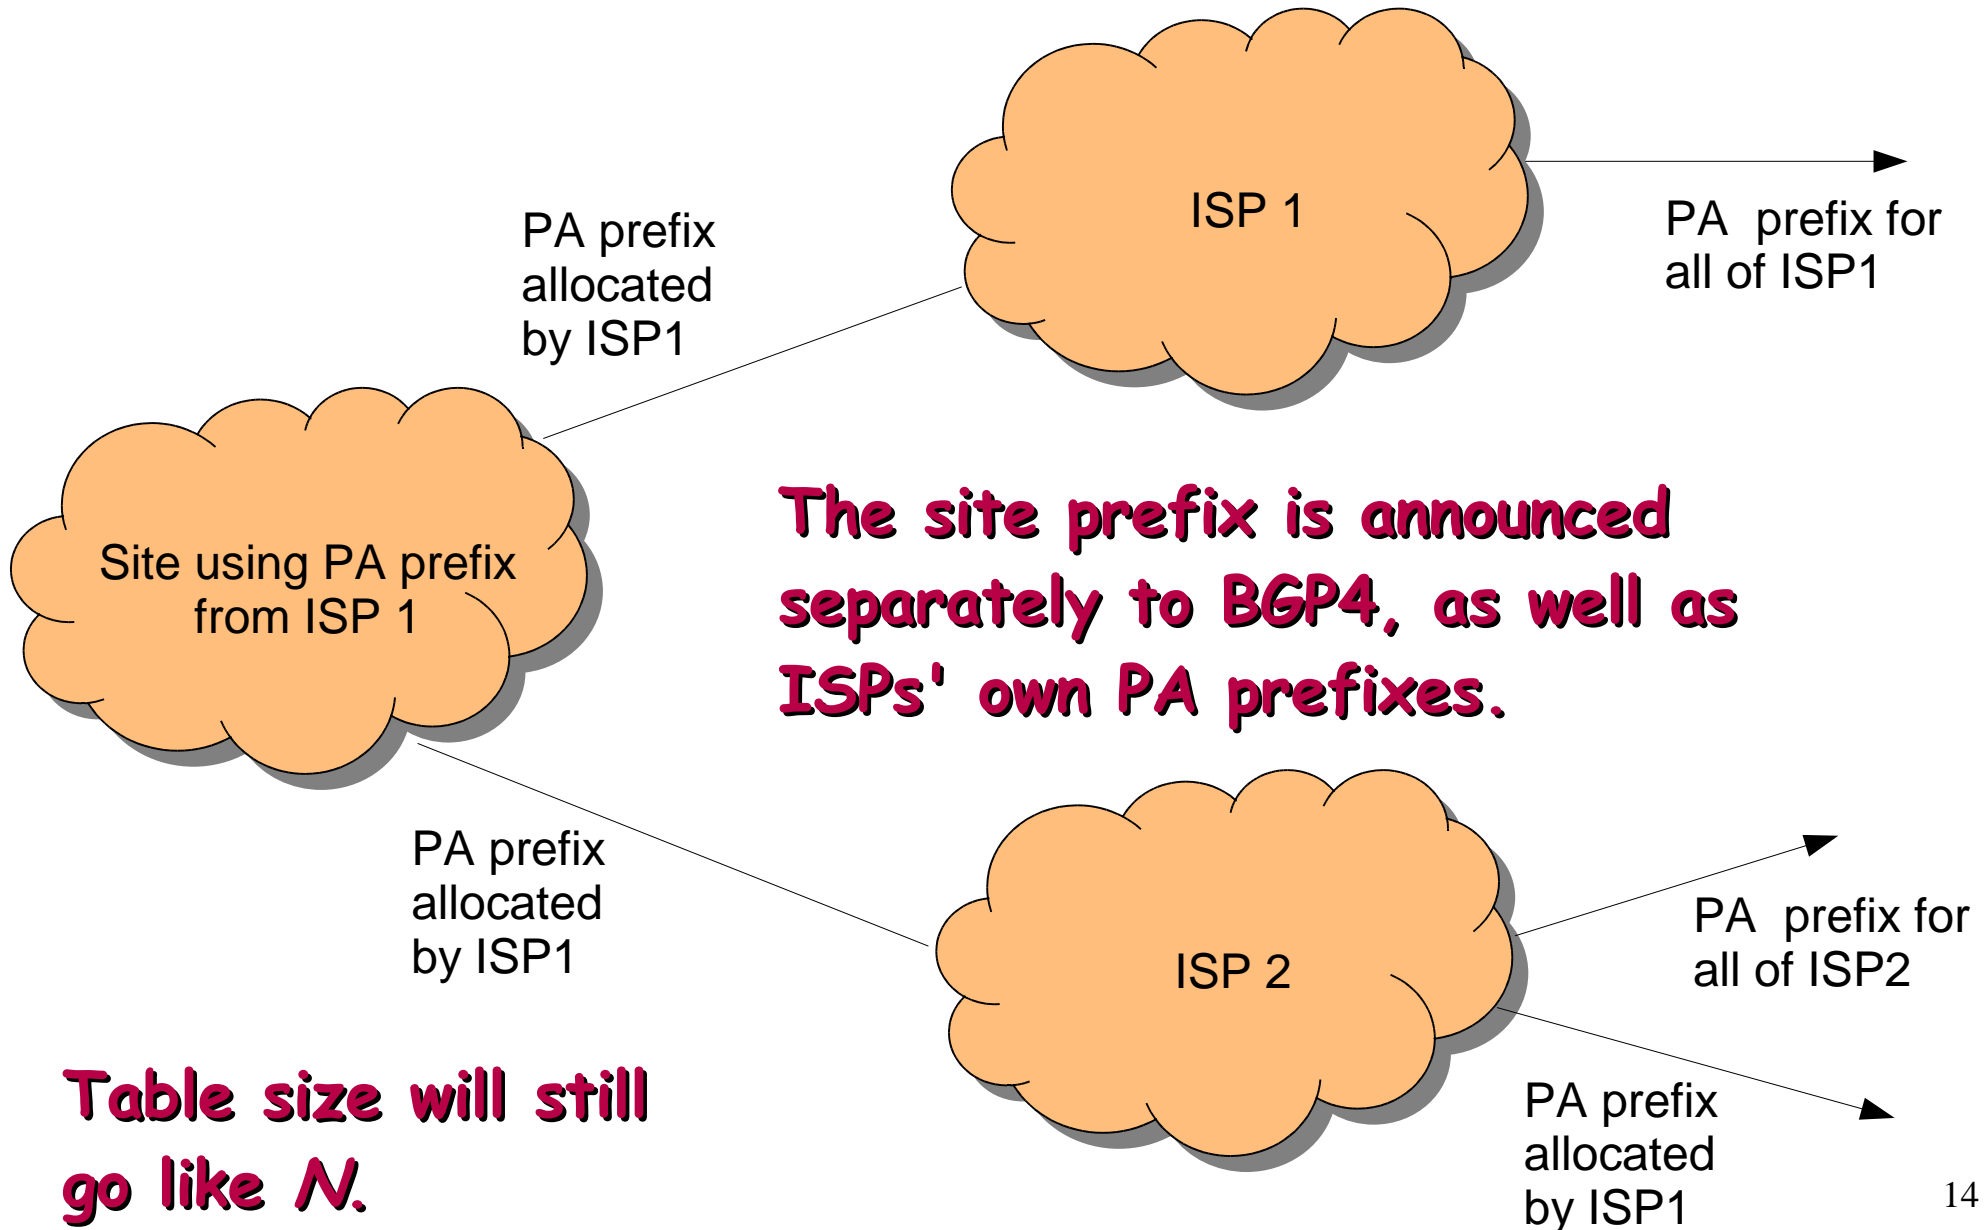 ISP 1
PA prefix for
all of ISP1
PA prefix
allocated
by ISP1
Site using PA prefix
from ISP 1
The site prefix is announced
separately to BGP4, as well as
ISPs' own PA prefixes.
PA prefix
allocated
by ISP1
ISP 2
PA prefix for
all of ISP2
Table size will still
go like N.
PA prefix
allocated
by ISP1
14